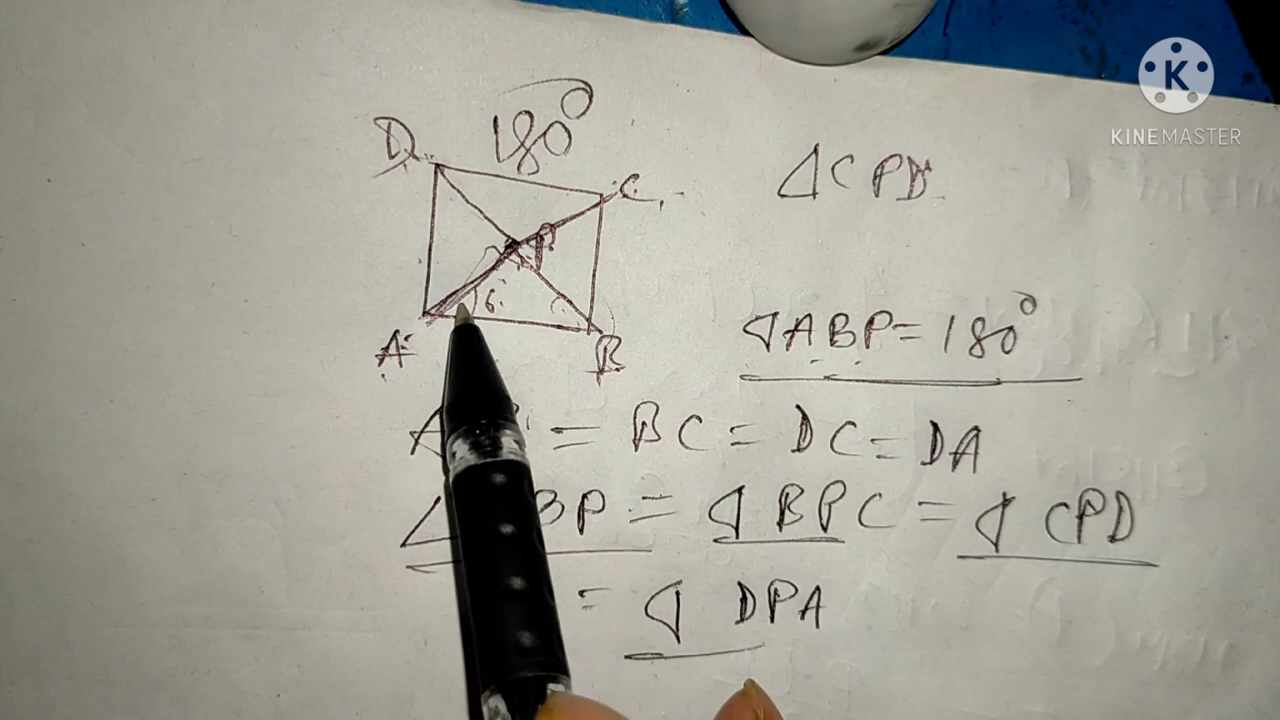 180°
D
C
P
A
B
△CPD
△ABP = 180°
= BC = DC = DA
BP = △BPC = △CPD
= △DPA
KINEMASTER